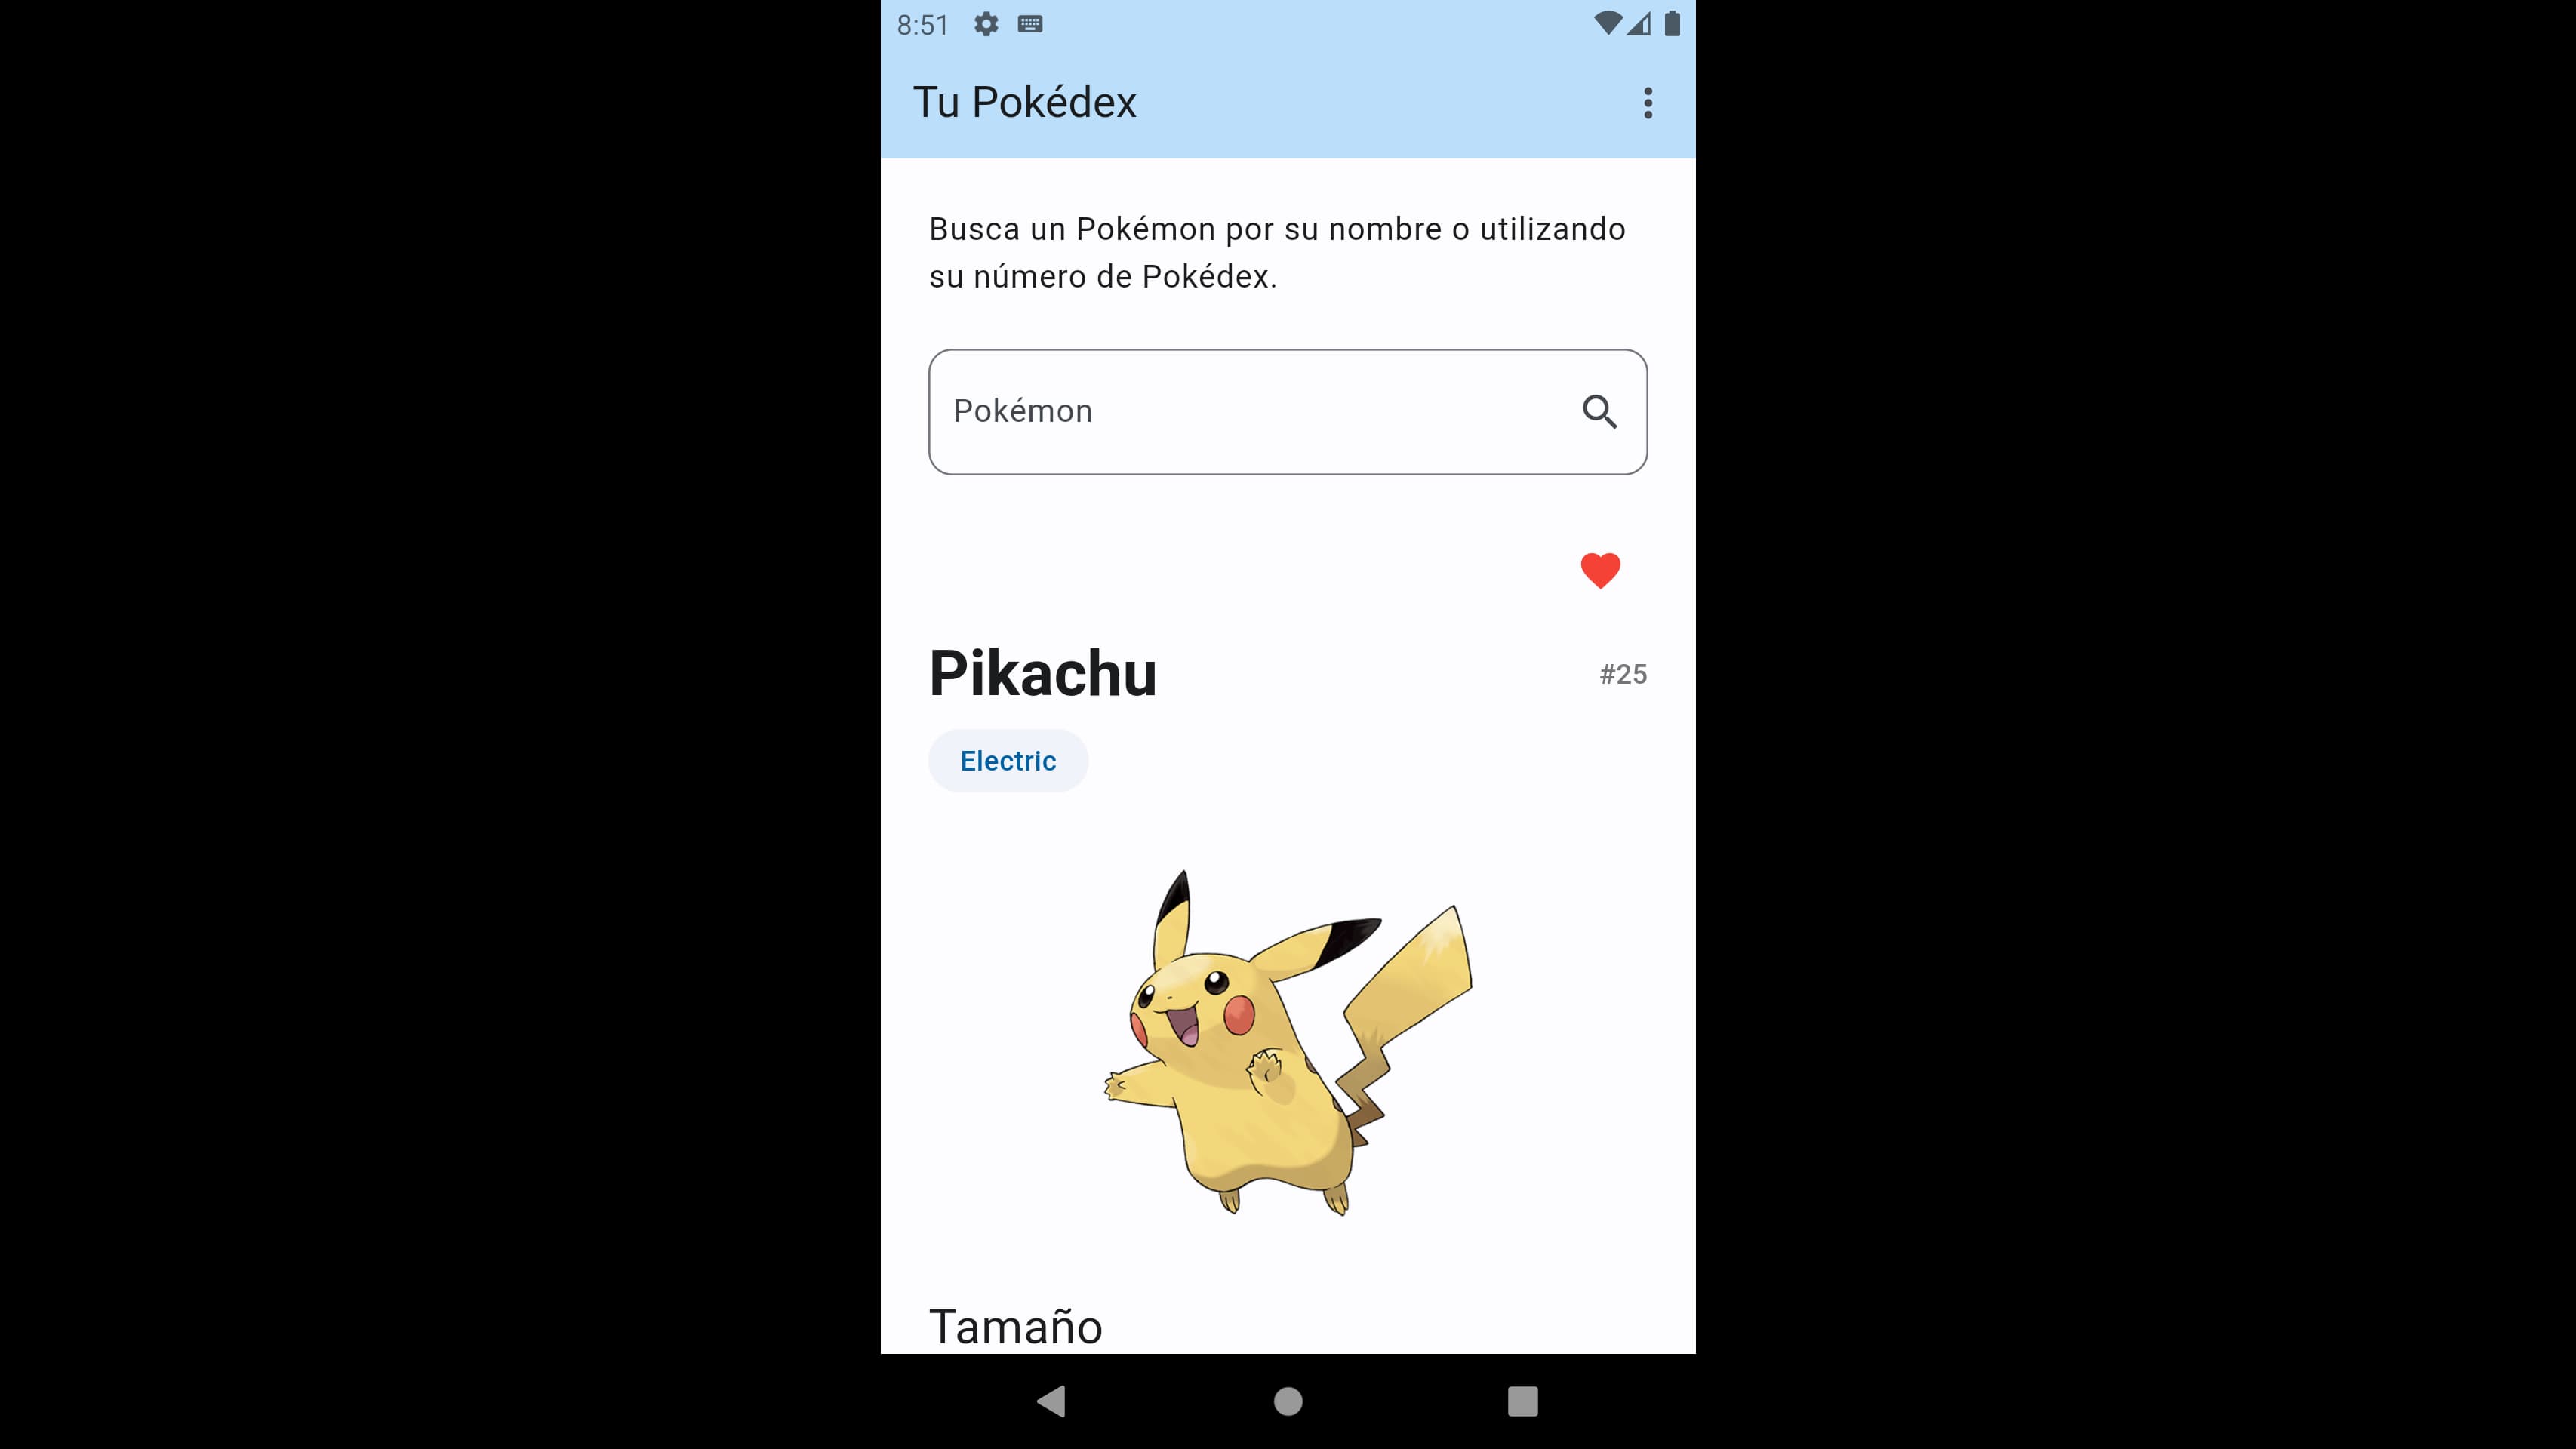 8:51
Tu Pokédex
Busca un Pokémon por su nombre o utilizando
su número de Pokédex.
Pokémon
Pikachu
#25
Electric
Tamaño